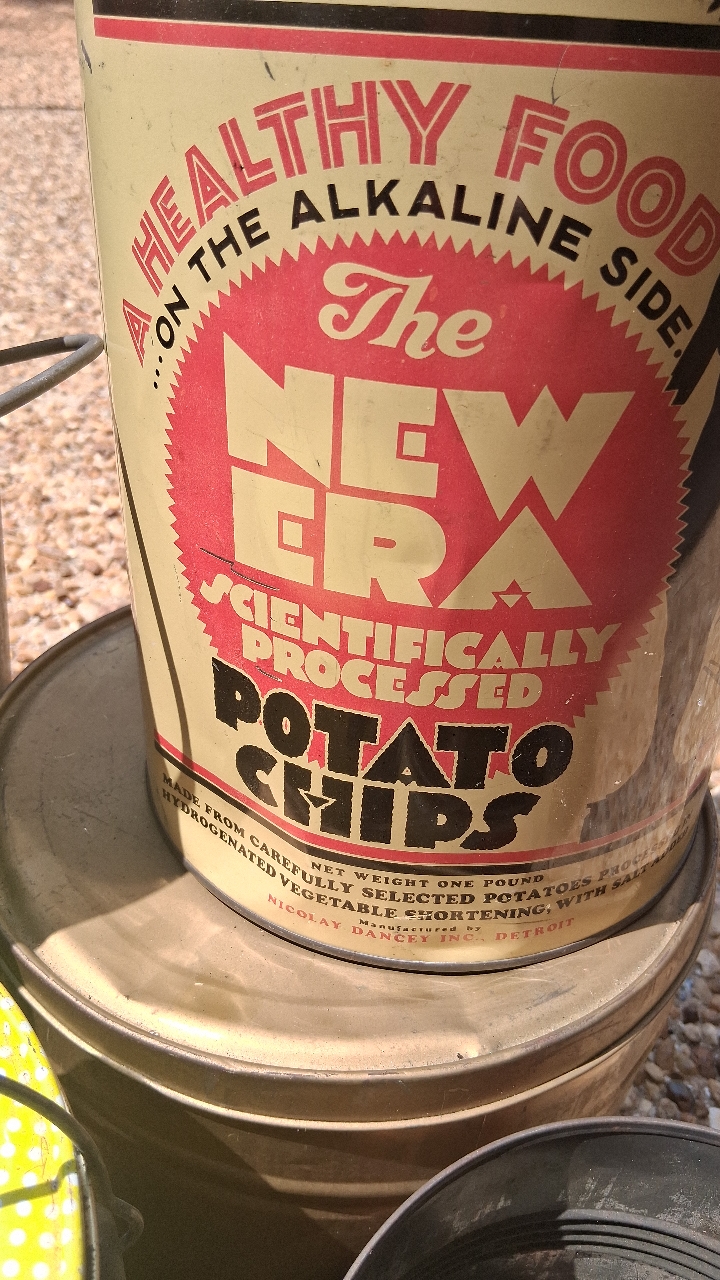 A HEALTHY FOOD
...ON THE ALKALINE SIDE.
The
NEW
ERA
SCIENTIFICALLY
PROCESSED
POTATO
CHIPS
NET WEIGHT ONE POUND
MADE FROM CAREFULLY SELECTED POTATOES
HYDROGENATED VEGETABLE SHORTENING, WITH SALT ADDED
Manufactured by
NICOLAY DANCEY INC., DETROIT